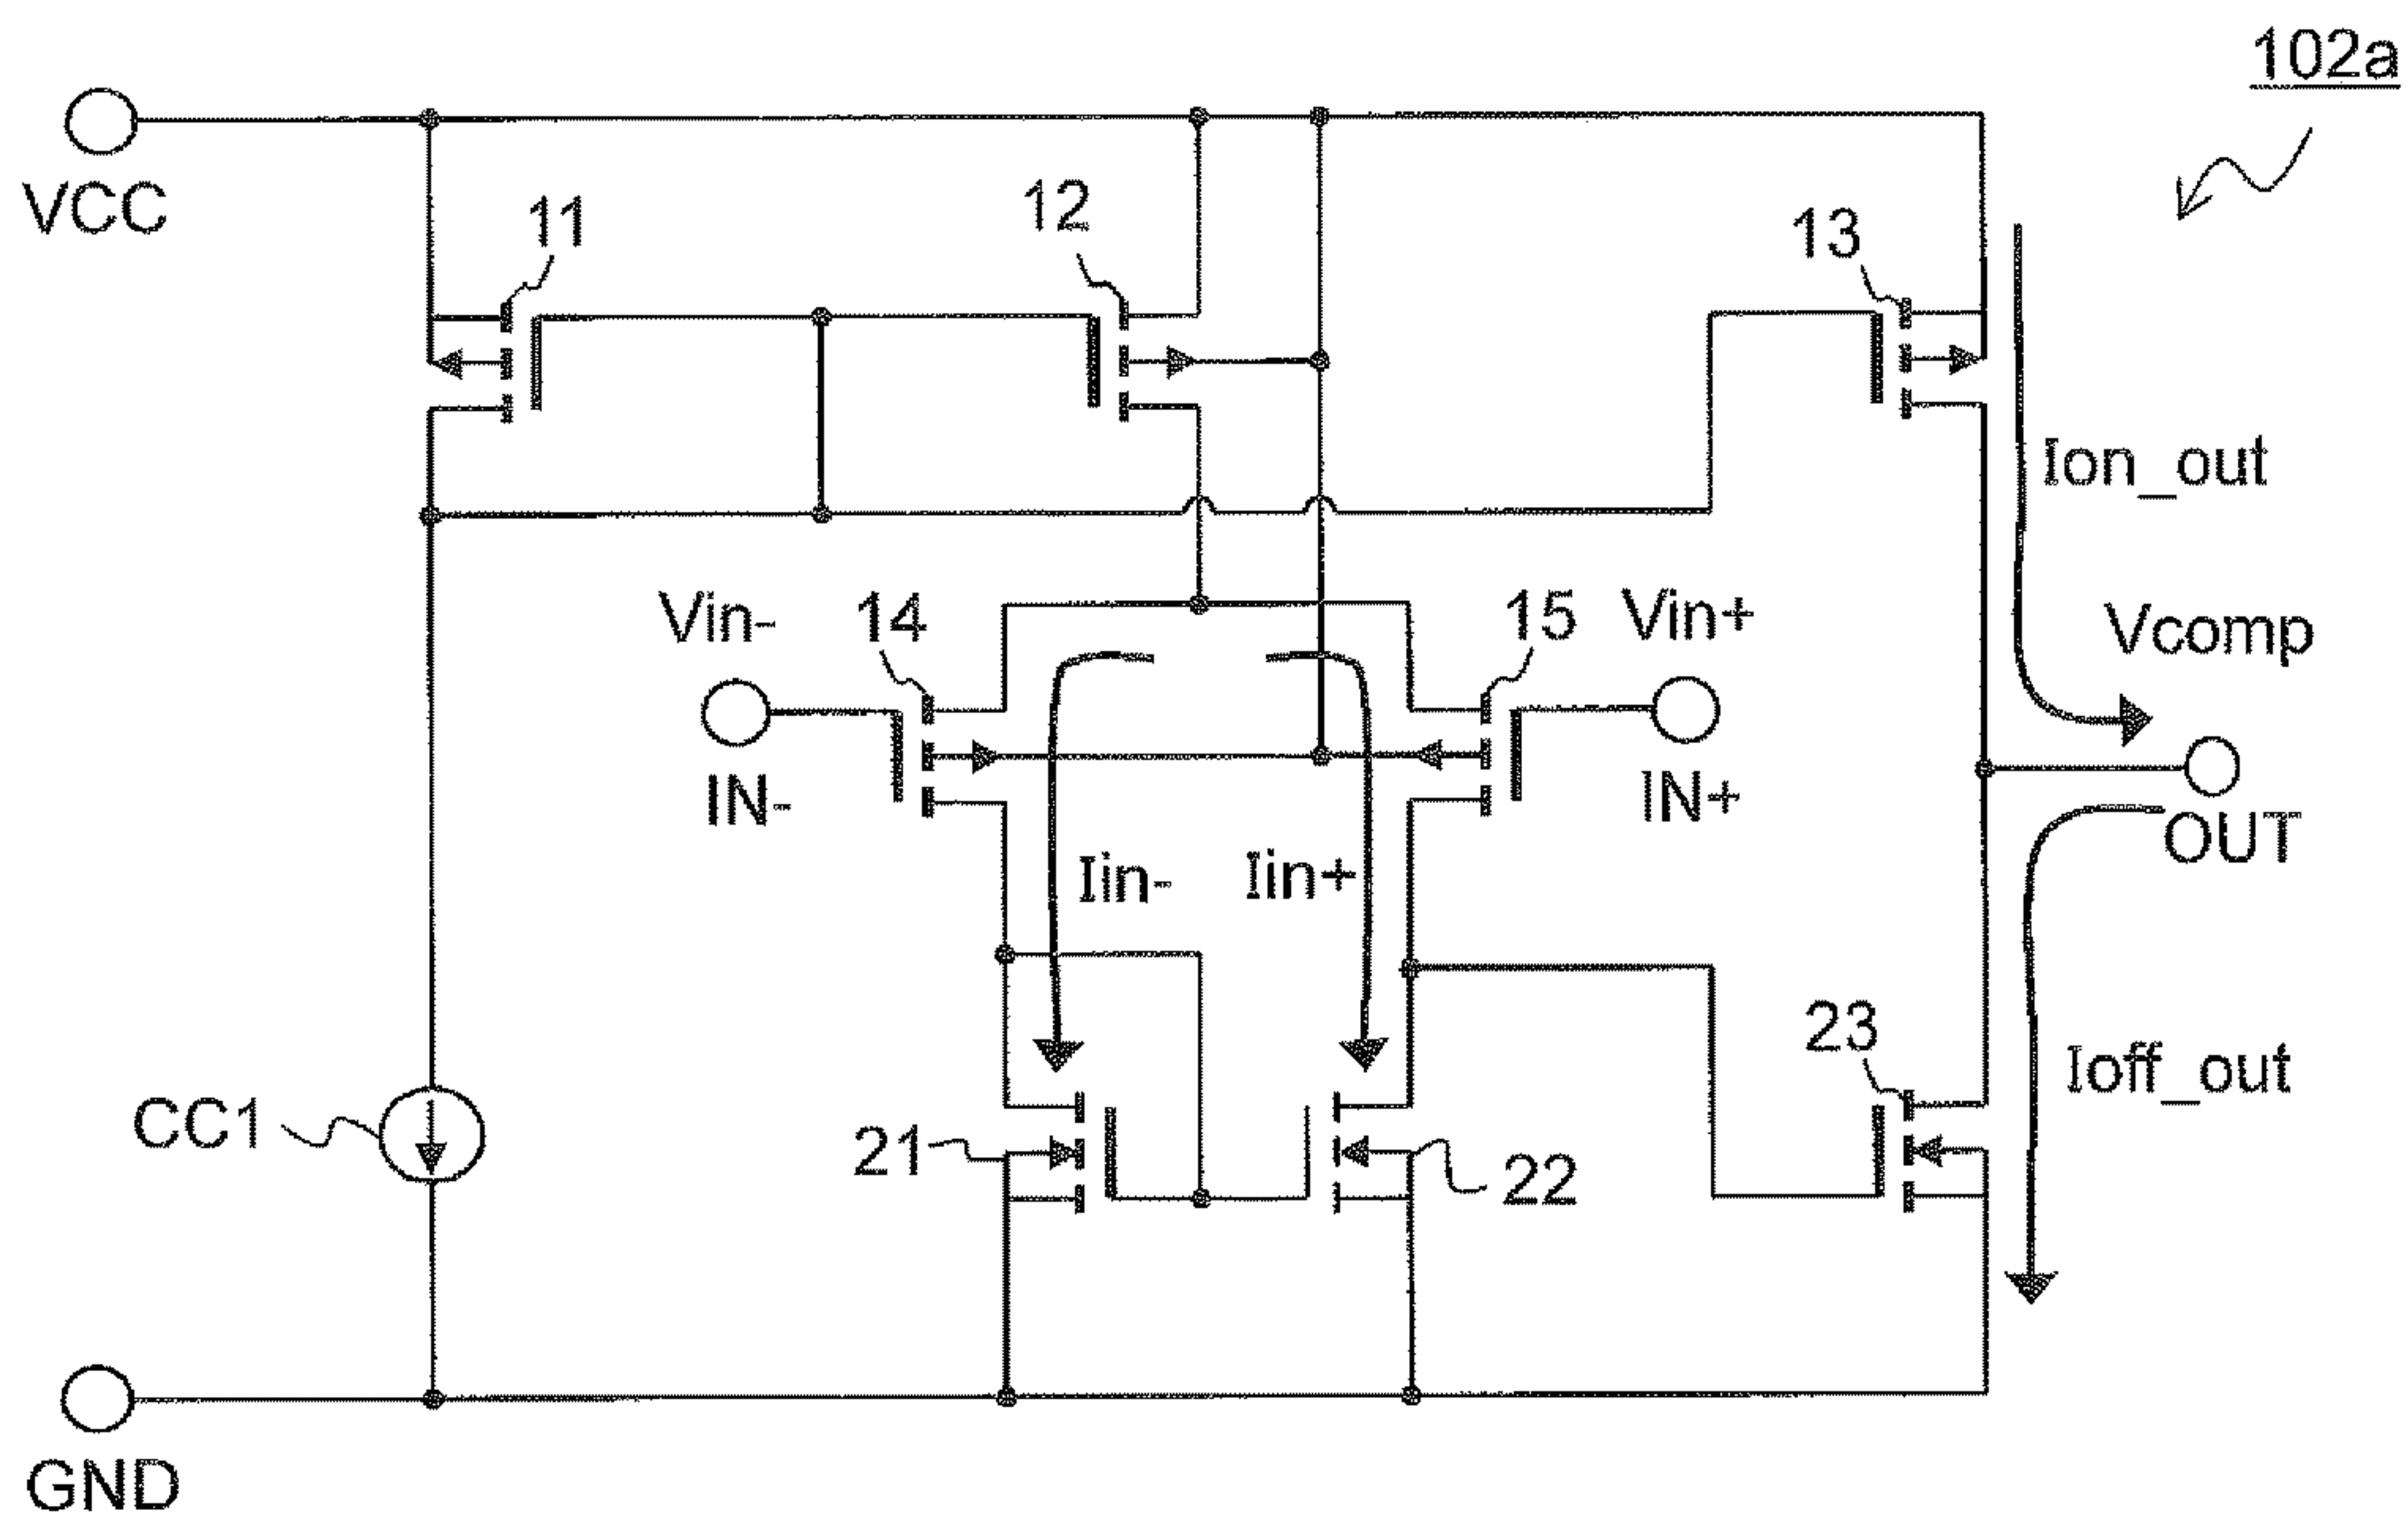 102a
VCC
11
12
13
Ion_out
Vin-
14
15
Vin+
Vcomp
IN-
IN+
OUT
Iin-
Iin+
23
Ioff_out
CC1
21
22
GND